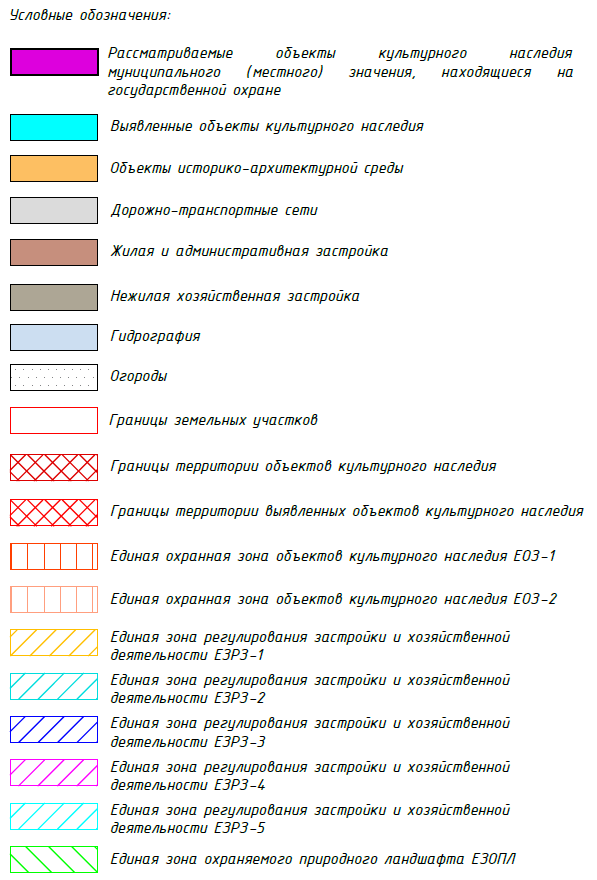 Условные обозначения:
Рассматриваемые объекты культурного наследия
муниципального (местного) значения, находящиеся на
государственной охране
Выявленные объекты культурного наследия
Объекты историко-архитектурной среды
Дорожно-транспортные сети
Жилая и административная застройка
Нежилая хозяйственная застройка
Гидрография
Огороды
Границы земельных участков
Границы территории объектов культурного наследия
Границы территории выявленных объектов культурного наследия
Единая охранная зона объектов культурного наследия ЕОЗ-1
Единая охранная зона объектов культурного наследия ЕОЗ-2
Единая зона регулирования застройки и хозяйственной
деятельности ЕЗРЗ-1
Единая зона регулирования застройки и хозяйственной
деятельности ЕЗРЗ-2
Единая зона регулирования застройки и хозяйственной
деятельности ЕЗРЗ-3
Единая зона регулирования застройки и хозяйственной
деятельности ЕЗРЗ-4
Единая зона регулирования застройки и хозяйственной
деятельности ЕЗРЗ-5
Единая зона охраняемого природного ландшафта ЕЗОПЛ